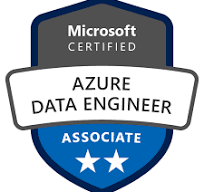 Microsoft
CERTIFIED
AZURE
DATA ENGINEER
ASSOCIATE